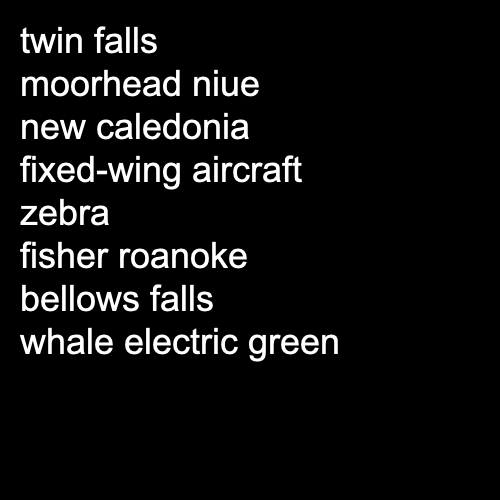 twin falls
moorhead niue
new caledonia
fixed-wing aircraft
zebra
fisher roanoke
bellows falls
whale electric green